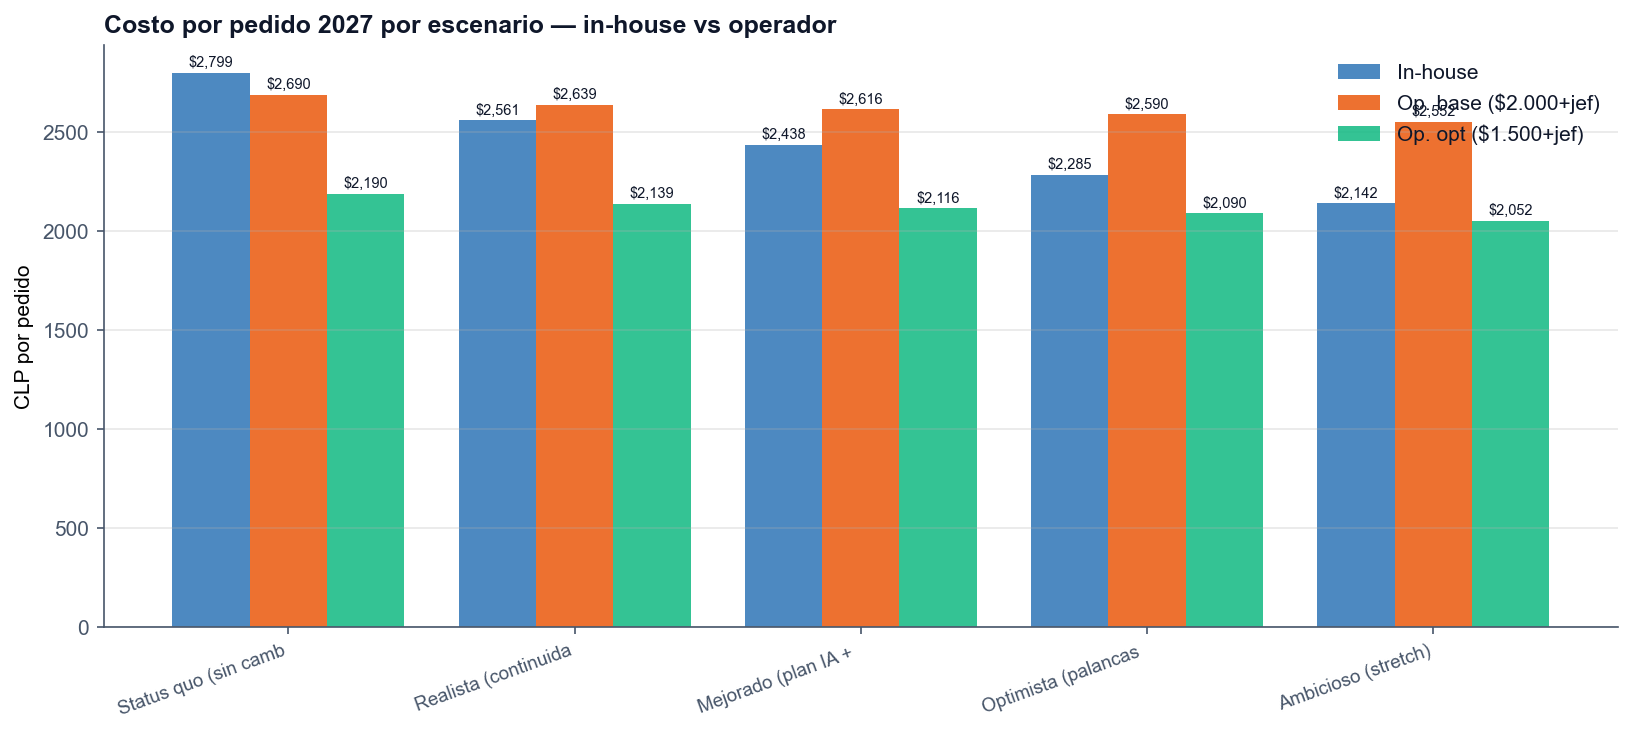 Costo por pedido 2027 por escenario — in-house vs operador
In-house
Op. base ($2.000+jef)
Op. opt ($1.500+jef)
CLP por pedido
2500
2000
1500
1000
500
0
$2,799
$2,690
$2,190
$2,561
$2,639
$2,139
$2,438
$2,616
$2,116
$2,285
$2,590
$2,090
$2,142
$2,552
$2,052
Status quo (sin camb
Realista (continuida
Mejorado (plan IA +
Optimista (palancas
Ambicioso (stretch)